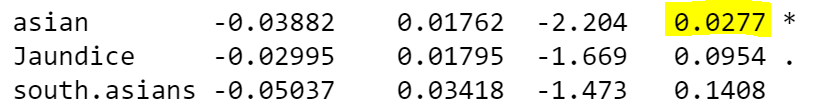 asian -0.03882 0.01762 -2.204 0.0277 *
Jaundice -0.02995 0.01795 -1.669 0.0954 .
south.asians -0.05037 0.03418 -1.473 0.1408